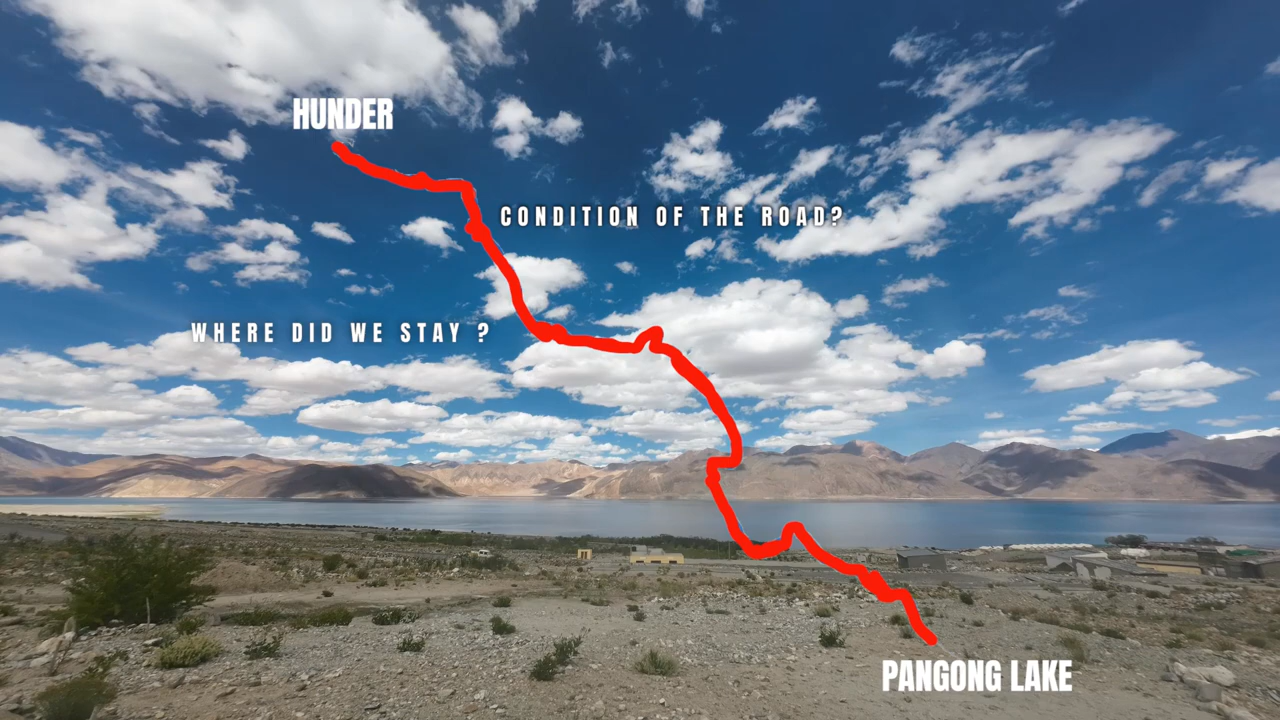 HUNDER
CONDITION OF THE ROAD?
WHERE DID WE STAY ?
PANGONG LAKE